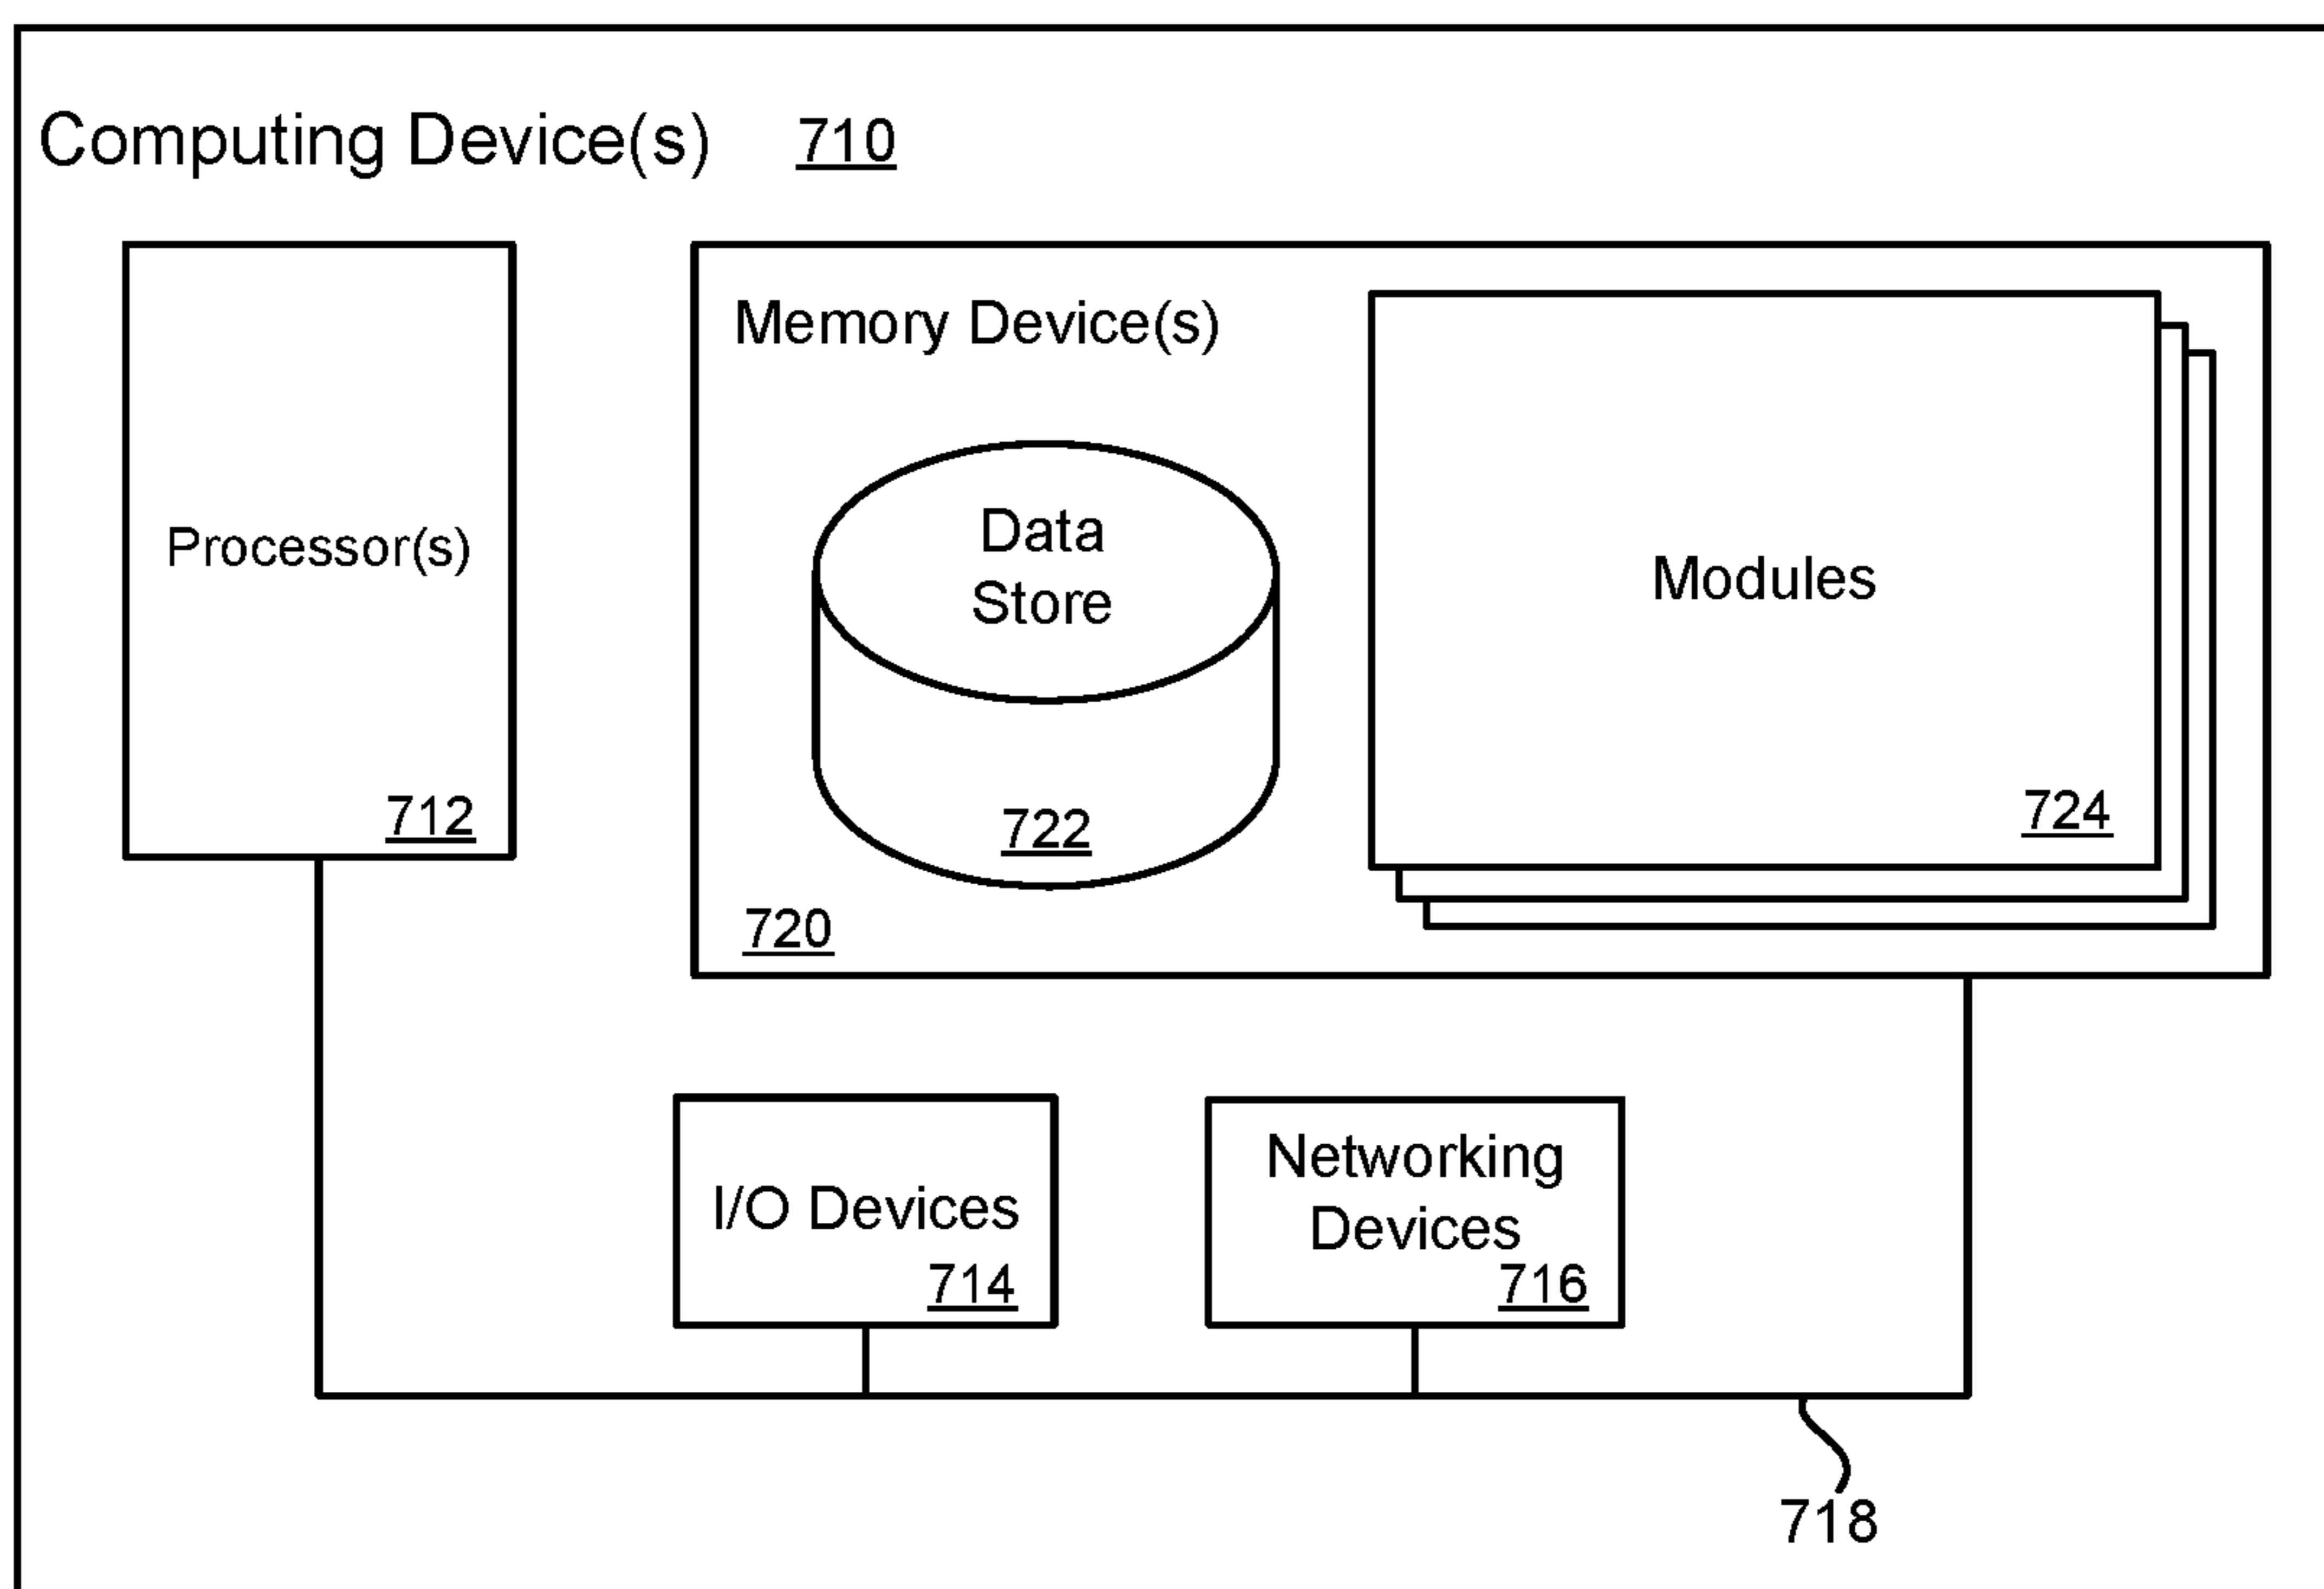 Computing Device(s) 710
Processor(s)
712
Memory Device(s)
Data
Store
722
720
Modules
724
I/O Devices
714
Networking
Devices
716
718